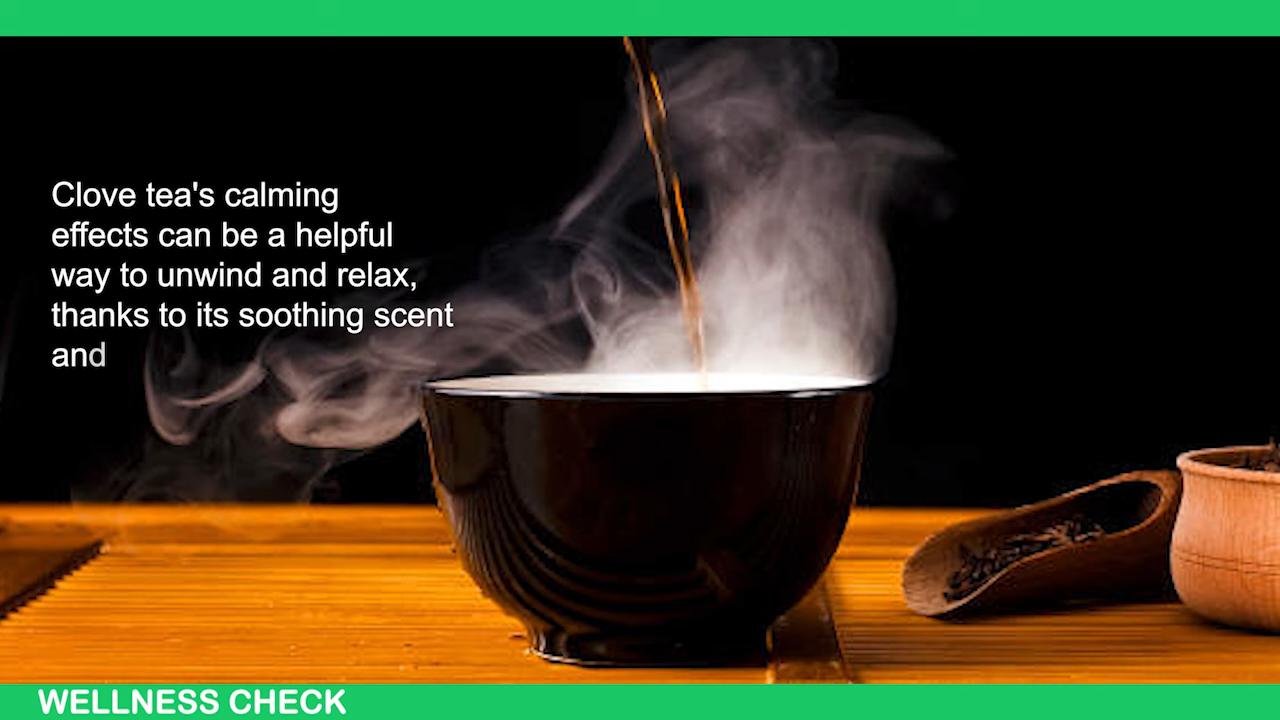 Clove tea's calming
effects can be a helpful
way to unwind and relax,
thanks to its soothing scent
and
WELLNESS CHECK